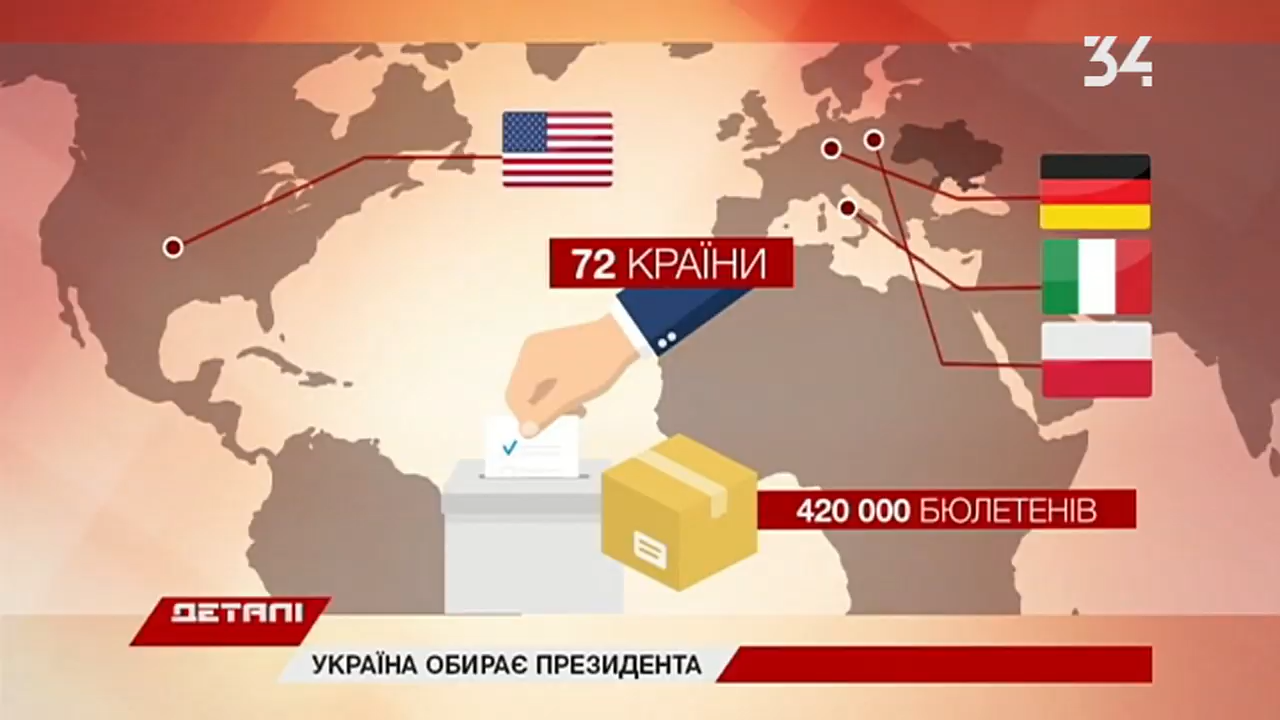 34
72 КРАЇНИ
420 000 БЮЛЕТЕНІВ
ДЕТАЛІ
УКРАЇНА ОБИРАЄ ПРЕЗИДЕНТА